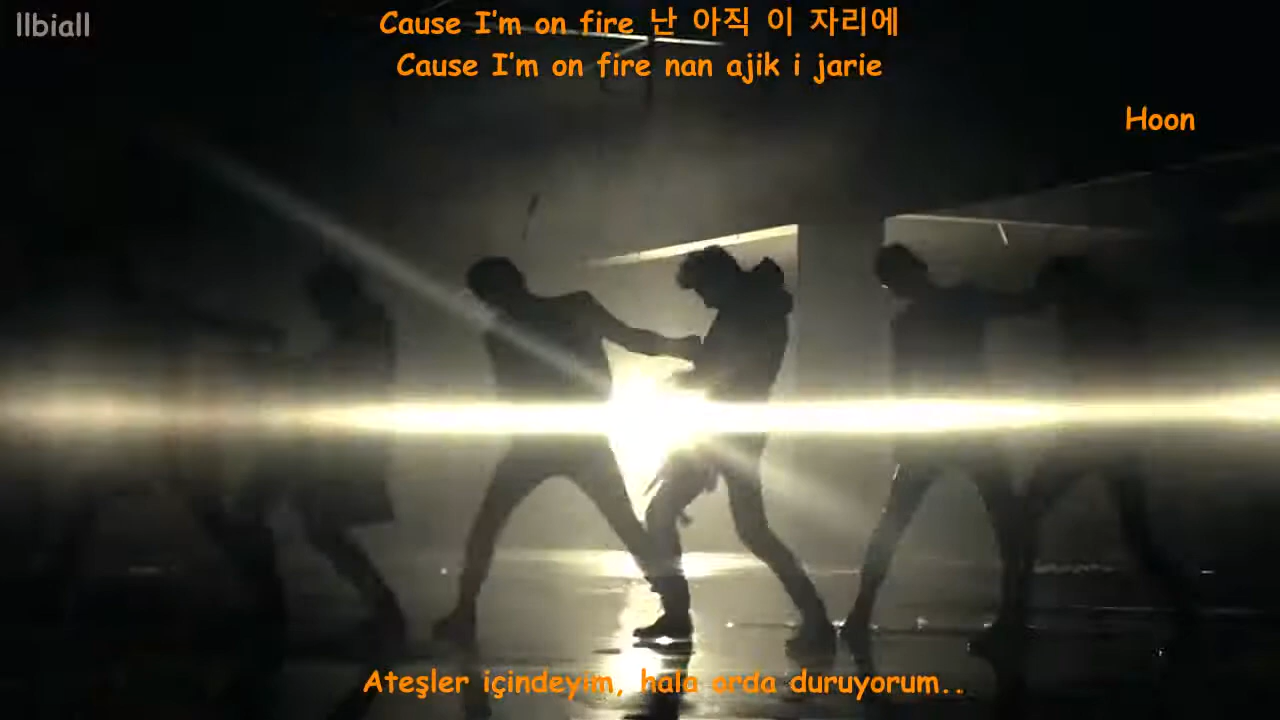 llbiall
Cause I'm on fire 난 아직 이 자리에
Cause I'm on fire nan ajik i jarie
Hoon
Ateşler içindeyim, hala orda duruyorum..